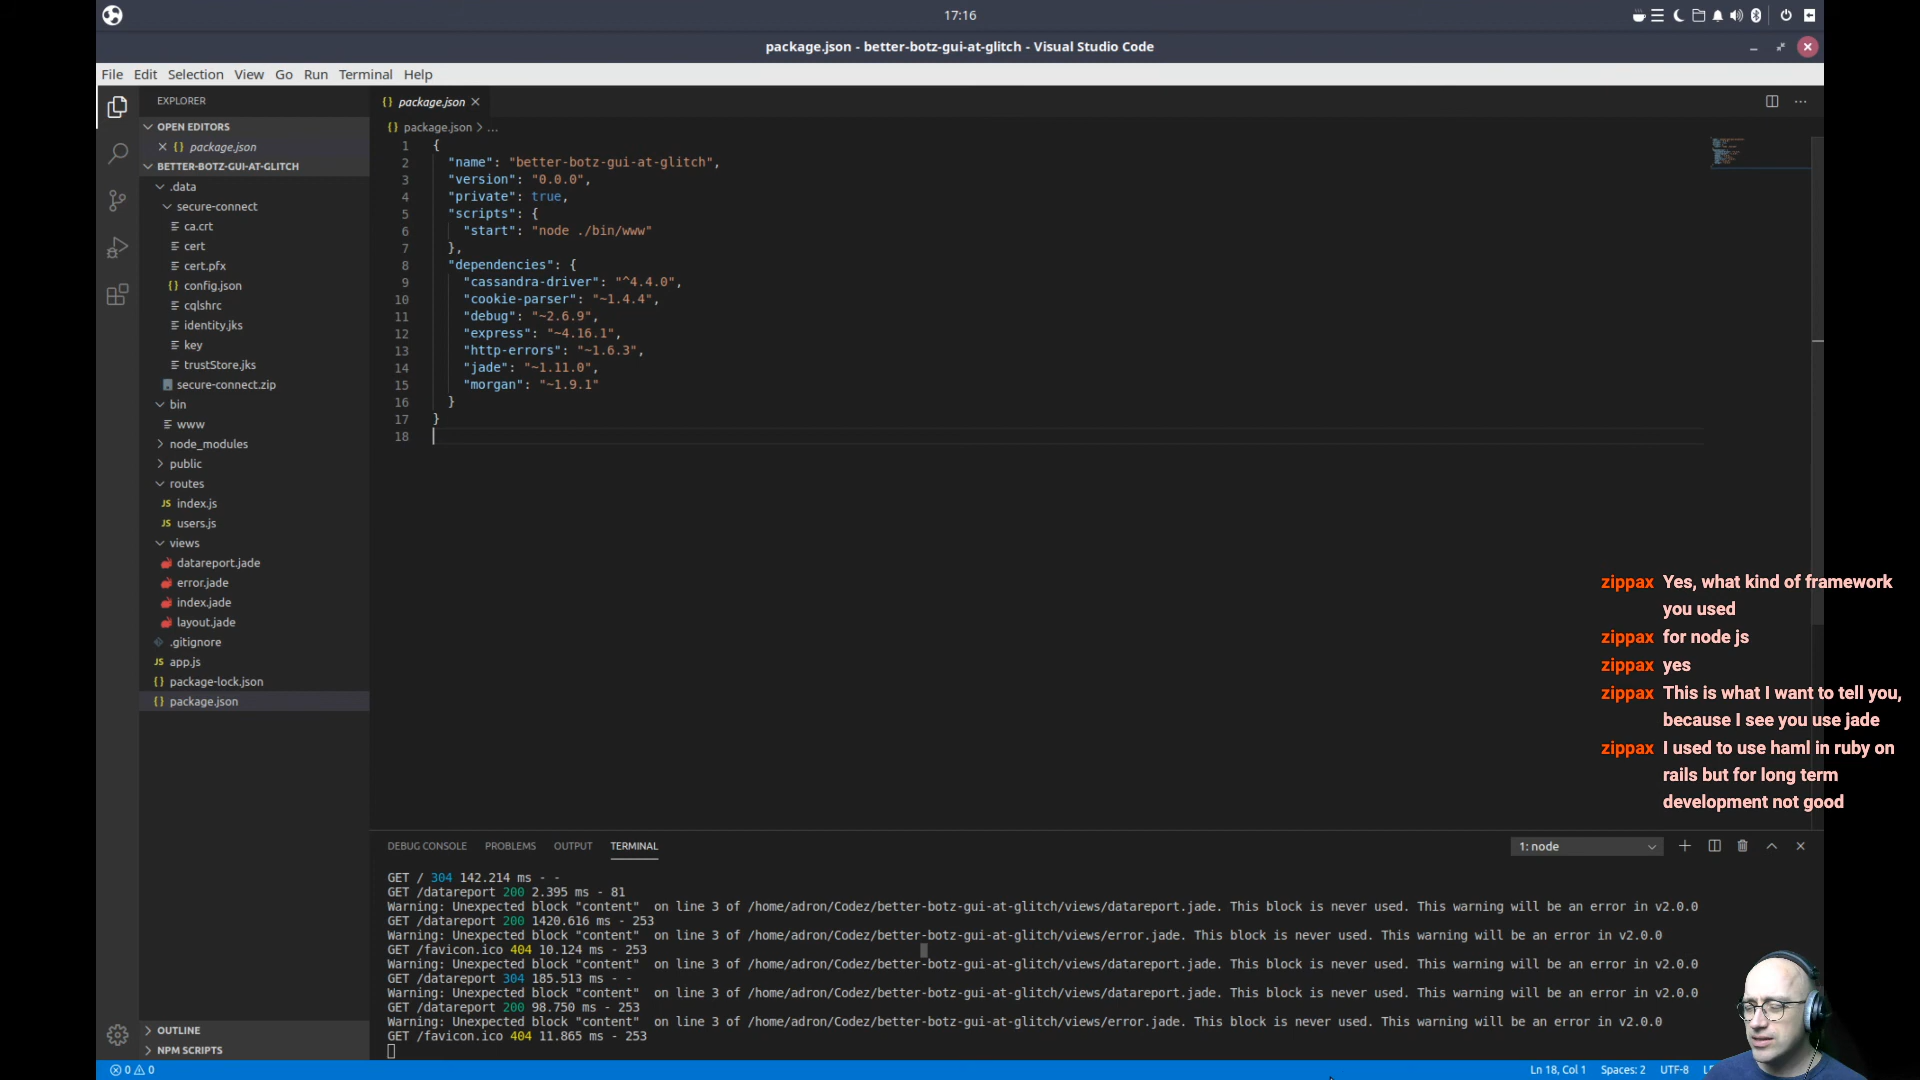 17:16
package.json - better-botz-gui-at-glitch - Visual Studio Code
File Edit Selection View Go Run Terminal Help
EXPLORER
OPEN EDITORS
package.json
BETTER-BOTZ-GUI-AT-GLITCH
.data
secure-connect
ca.crt
cert
cert.pfx
config.json
cqlshrc
identity.jks
key
trustStore.jks
secure-connect.zip
bin
www
node_modules
public
routes
JS index.js
JS users.js
views
datareport.jade
error.jade
index.jade
layout.jade
.gitignore
JS app.js
{} package-lock.json
{} package.json
OUTLINE
NPM SCRIPTS
{} package.json
{} package.json > ...
1 {
2 "name": "better-botz-gui-at-glitch",
3 "version": "0.0.0",
4 "private": true,
5 "scripts": {
6 "start": "node ./bin/www"
7 },
8 "dependencies": {
9 "cassandra-driver": "^4.4.0",
10 "cookie-parser": "~1.4.4",
11 "debug": "~2.6.9",
12 "express": "~4.16.1",
13 "http-errors": "~1.6.3",
14 "jade": "~1.11.0",
15 "morgan": "~1.9.1"
16 }
17 }
18
zippax Yes, what kind of framework
you used
zippax for node js
zippax yes
zippax This is what I want to tell you,
because I see you use jade
zippax I used to use haml in ruby on
rails but for long term
development not good
DEBUG CONSOLE PROBLEMS OUTPUT TERMINAL
1: node
GET / 304 142.214 ms - -
GET /datareport 200 2.395 ms - 81
Warning: Unexpected block "content"  on line 3 of /home/adron/Codez/better-botz-gui-at-glitch/views/datareport.jade. This block is never used. This warning will be an error in v2.0.0
GET /datareport 200 1420.616 ms - 253
Warning: Unexpected block "content"  on line 3 of /home/adron/Codez/better-botz-gui-at-glitch/views/error.jade. This block is never used. This warning will be an error in v2.0.0
GET /favicon.ico 404 10.124 ms - 253
Warning: Unexpected block "content"  on line 3 of /home/adron/Codez/better-botz-gui-at-glitch/views/datareport.jade. This block is never used. This warning will be an error in v2.0.0
GET /datareport 304 185.513 ms - -
Warning: Unexpected block "content"  on line 3 of /home/adron/Codez/better-botz-gui-at-glitch/views/datareport.jade. This block is never used. This warning will be an error in v2.0.0
GET /datareport 200 98.750 ms - 253
Warning: Unexpected block "content"  on line 3 of /home/adron/Codez/better-botz-gui-at-glitch/views/error.jade. This block is never used. This warning will be an error in v2.0.0
GET /favicon.ico 404 11.865 ms - 253
0 0 Ln 18, Col 1 Spaces: 2 UTF-8